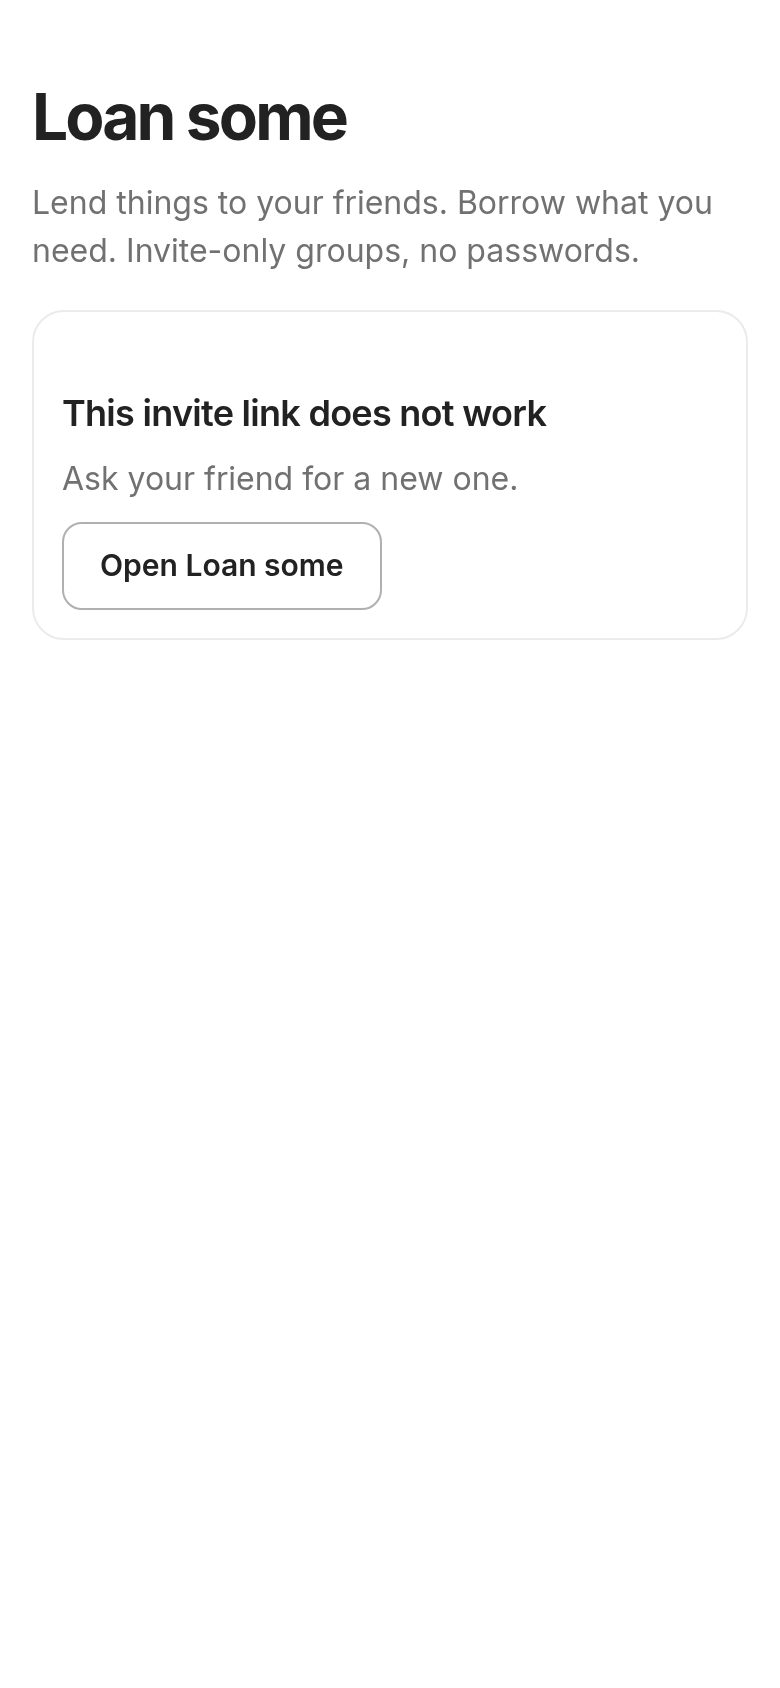 Loan some
Lend things to your friends. Borrow what you
need. Invite-only groups, no passwords.
This invite link does not work
Ask your friend for a new one.
Open Loan some